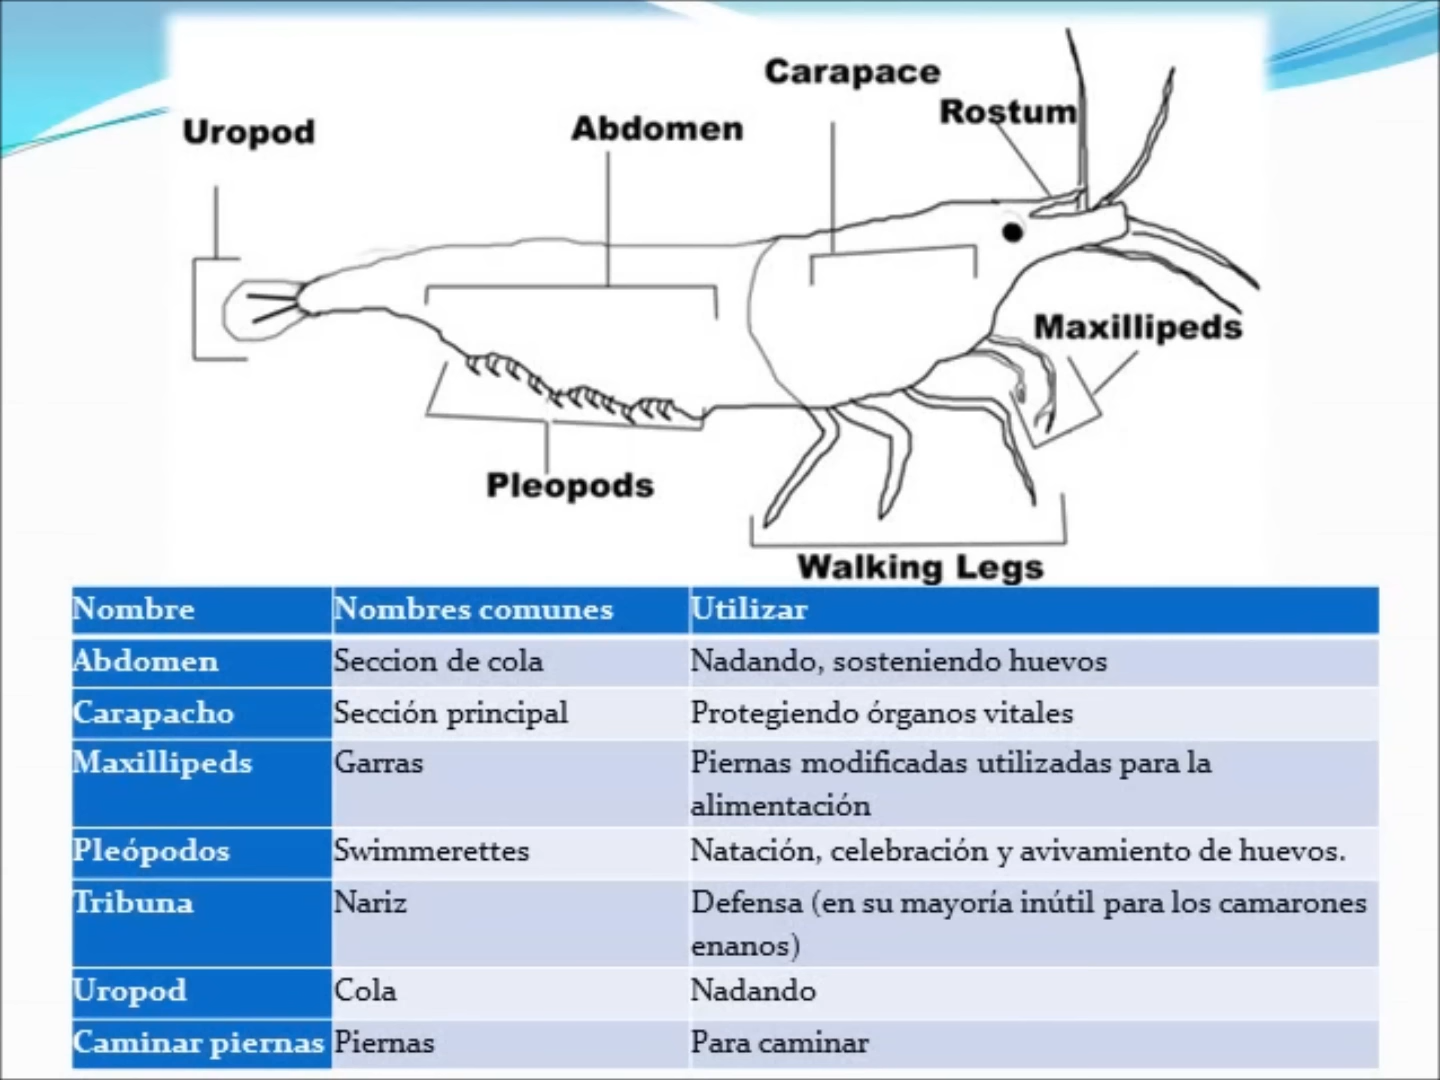 Carapace
Rostum
Uropod
Abdomen
Maxillipeds
Pleopods
Walking Legs
Nombre Nombres comunes Utilizar
Abdomen Seccion de cola Nadando, sosteniendo huevos
Carapacho Sección principal Protegiendo órganos vitales
Maxillipeds Garras Piernas modificadas utilizadas para la
alimentación
Pleópodos Swimmerettes Natación, celebración y avivamiento de huevos.
Tribuna Nariz Defensa (en su mayoría inútil para los camarones
enanos)
Uropod Cola Nadando
Caminar piernas Piernas Para caminar